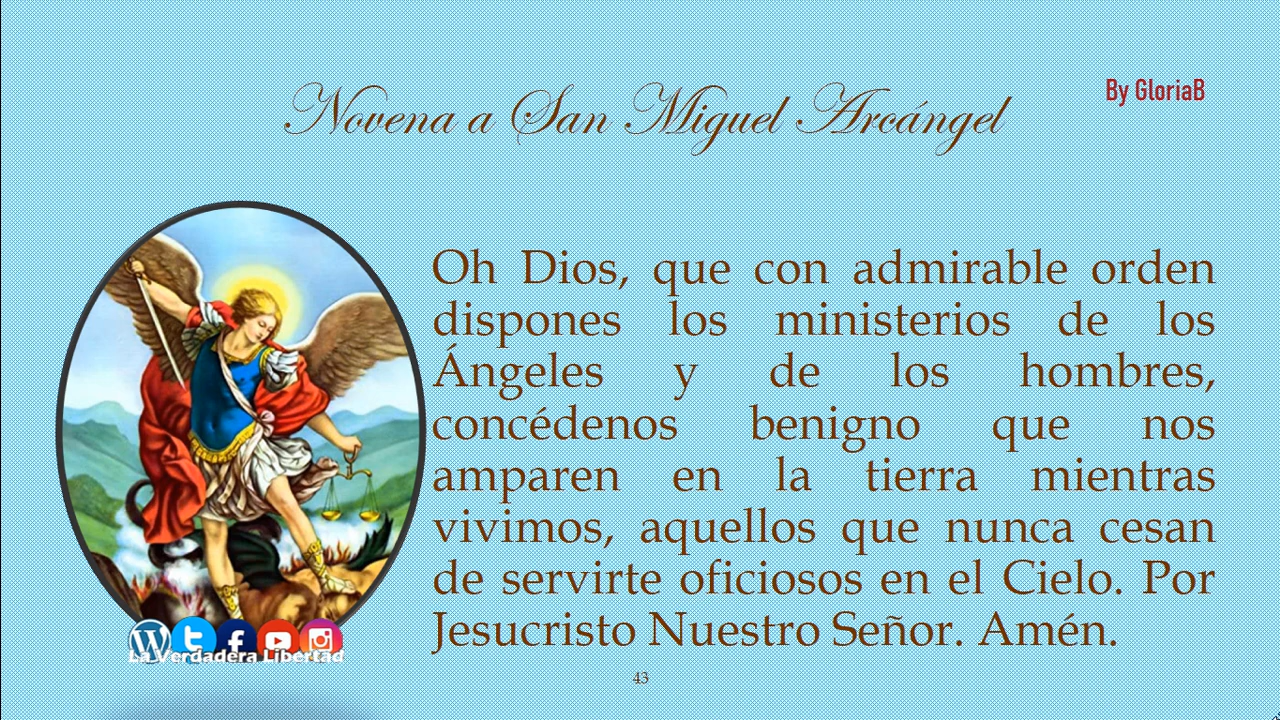 Novena a San Miguel Arcángel
By GloriaB
Oh Dios, que con admirable orden
dispones los ministerios de los
Ángeles y de los hombres,
concédenos benigno que nos
amparen en la tierra mientras
vivimos, aquellos que nunca cesan
de servirte oficiosos en el Cielo. Por
Jesucristo Nuestro Señor. Amén.
La Verdadera Libertad
43